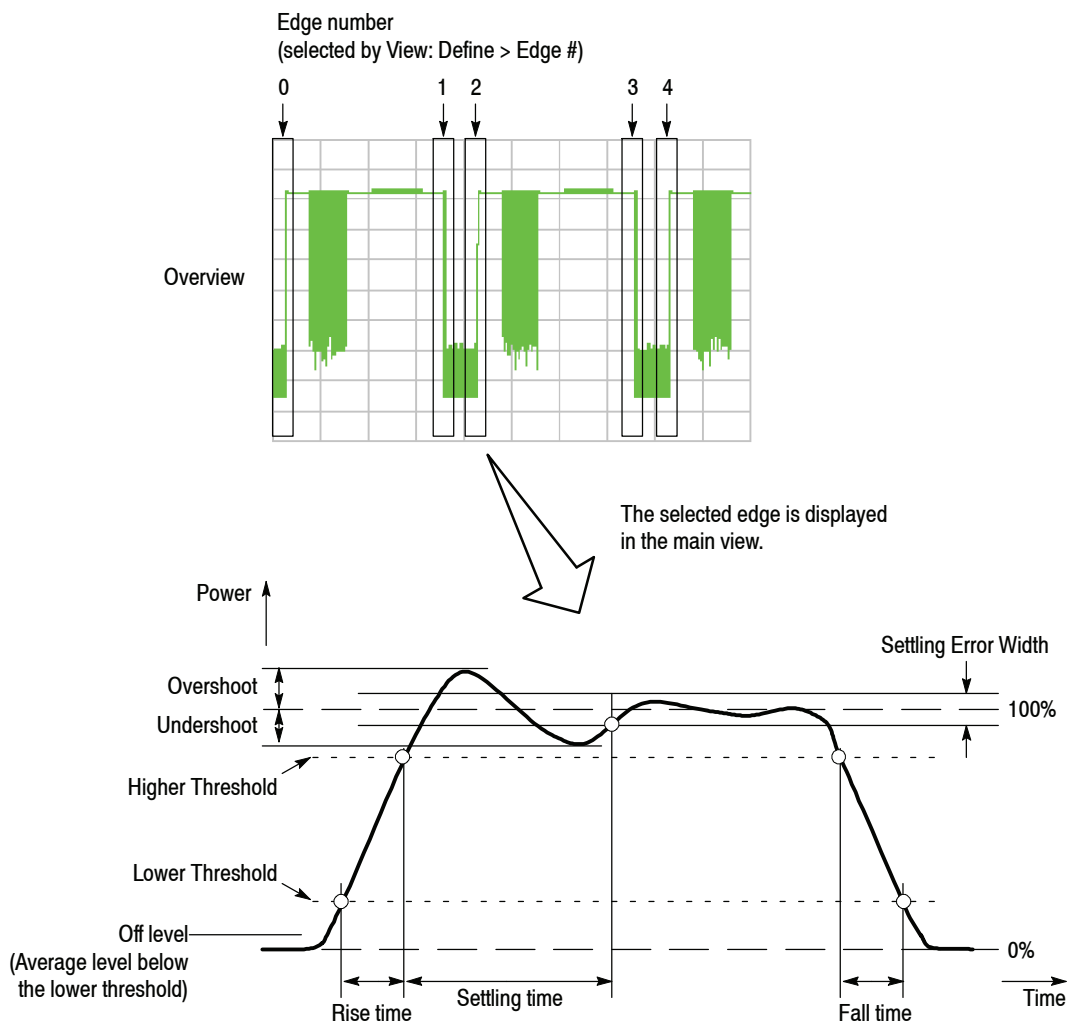 Edge number
(selected by View: Define > Edge #)
0 1 2 3 4
Overview
The selected edge is displayed
in the main view.
Power
Settling Error Width
Overshoot
100%
Undershoot
Higher Threshold
Lower Threshold
Off level
(Average level below
the lower threshold)
0%
Rise time
Settling time
Fall time
Time